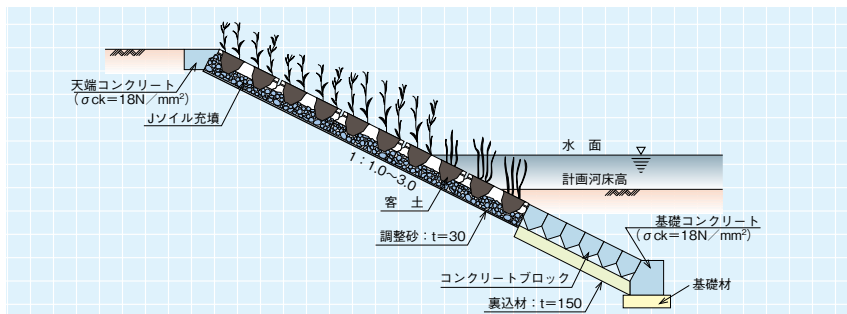 天端コンクリート
(σck=18N/mm²)
Jソイル充填
1：1.0～3.0
水　面
計画河床高
客　土
基礎コンクリート
(σck=18N/mm²)
調整砂：t=30
コンクリートブロック
基礎材
裏込材：t=150